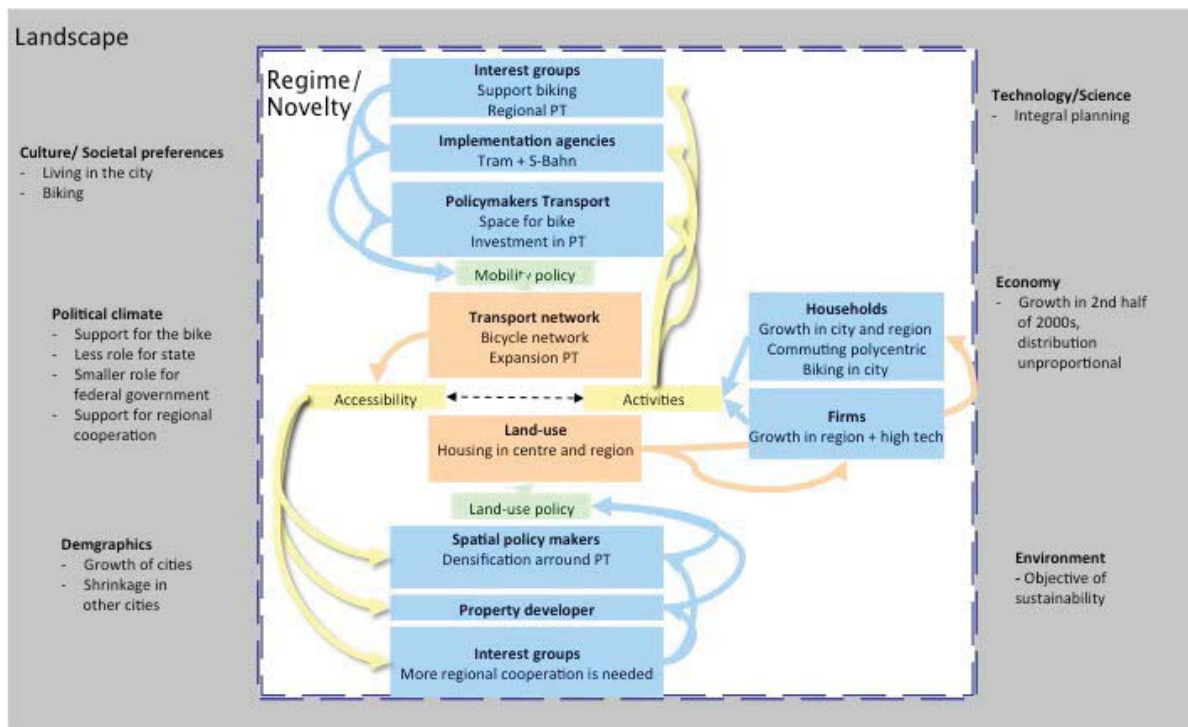 Landscape
Culture/ Societal preferences
- Living in the city
- Biking
Political climate
- Support for the bike
- Less role for state
- Smaller role for
federal government
- Support for regional
cooperation
Demgraphics
- Growth of cities
- Shrinkage in
other cities
Regime/
Novelty
Interest groups
Support biking
Regional PT
Implementation agencies
Tram + S-Bahn
Policymakers Transport
Space for bike
Investment in PT
Mobility policy
Transport network
Bicycle network
Expansion PT
Accessibility
Activities
Land-use
Housing in centre and region
Land-use policy
Spatial policy makers
Densification arround PT
Property developer
Interest groups
More regional cooperation is needed
Households
Growth in city and region
Commuting polycentric
Biking in city
Firms
Growth in region + high tech
Technology/Science
- Integral planning
Economy
- Growth in 2nd half
of 2000s,
distribution
unproportional
Environment
- Objective of
sustainability